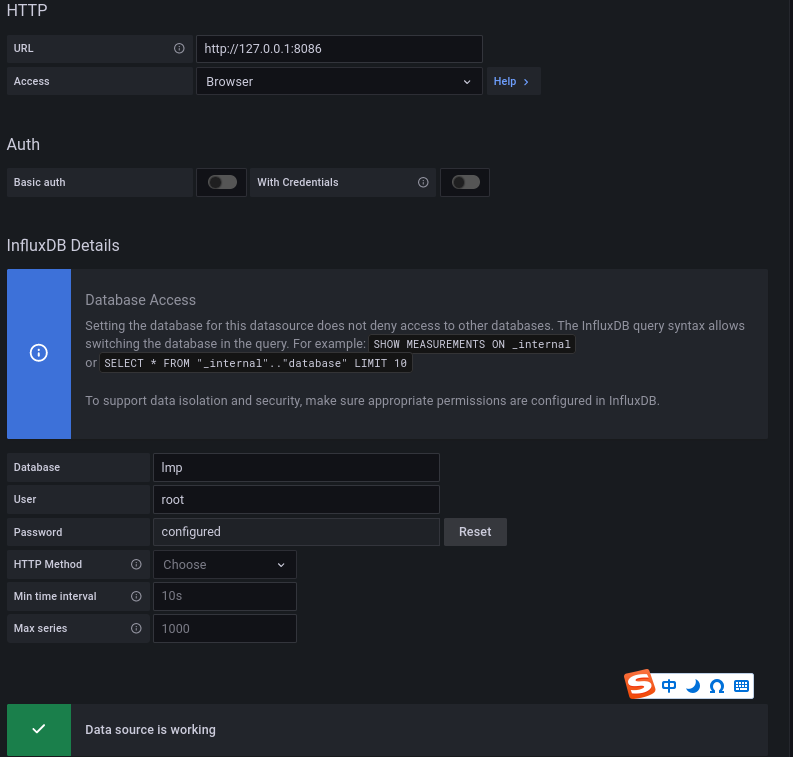 HTTP
URL
http://127.0.0.1:8086
Access
Browser
Help
Auth
Basic auth
With Credentials
InfluxDB Details
Database Access
Setting the database for this datasource does not deny access to other databases. The InfluxDB query syntax allows
switching the database in the query. For example: SHOW MEASUREMENTS ON _internal
or SELECT * FROM "_internal".."database" LIMIT 10
To support data isolation and security, make sure appropriate permissions are configured in InfluxDB.
Database
lmp
User
root
Password
configured
Reset
HTTP Method
Choose
Min time interval
10s
Max series
1000
S 中
Data source is working